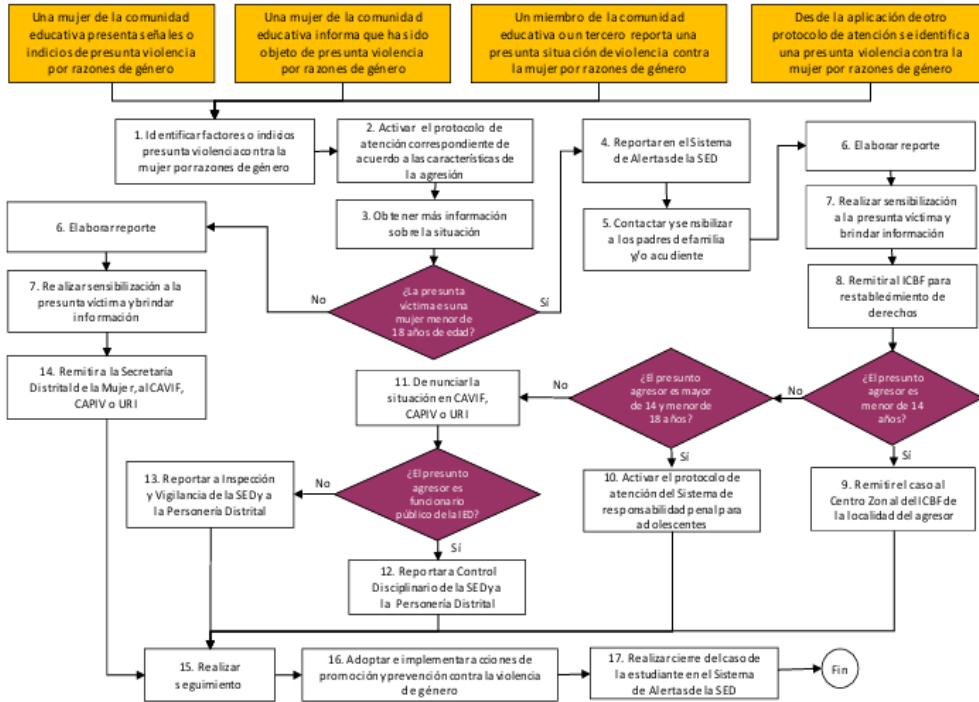 Una mujer de la comunidad
educativa presenta señales o
indicios de presunta violencia
por razones de género
Una mujer de la comunidad
educativa informa que ha sido
objeto de presunta violencia
por razones de género
Un miembro de la comunidad
educativa o un tercero reporta una
presunta situación de violencia contra
la mujer por razones de género
Desde la aplicación de otro
protocolo de atención se identifica
una presunta violencia contra la
mujer por razones de género
1. Identificar factores o indicios
presunta violencia contra la
mujer por razones de género
2. Activar el protocolo de
atención correspondiente de
acuerdo a las características de
la agresión
4. Reportar en el Sistema
de Alertas de la SED
6. Elaborar reporte
3. Obtener más información
sobre la situación
5. Contactar y sensibilizar
a los padres de familia
y/o acudiente
7. Realizar sensibilización
a la presunta víctima y
brindar información
6. Elaborar reporte
No
¿La presunta
víctima es una
mujer menor de
18 años de edad?
Sí
7. Realizar sensibilización a la
presunta víctima y brindar
información
8. Remitir al ICBF para
restablecimiento de
derechos
14. Remitir a la Secretaría
Distrital de la Mujer, al CAVIF,
CAPIV o URI
11. Denunciar la
situación en CAVIF,
CAPIV o URI
No
¿El presunto
agresor es mayor
de 14 y menor de
18 años?
No
¿El presunto
agresor es
menor de 14
años?
Sí
Sí
13. Reportar a Inspección
y Vigilancia de la SED y a
la Personería Distrital
No
¿El presunto
agresor es
funcionario
público de la IED?
Sí
10. Activar el protocolo de
atención del Sistema de
responsabilidad penal para
adolescentes
9. Remitir el caso al
Centro Zonal del ICBF de
la localidad del agresor
12. Reportar a Control
Disciplinario de la SED y a
la Personería Distrital
15. Realizar
seguimiento
16. Adoptar e implementar acciones de
promoción y prevención contra la violencia
de género
17. Realizar cierre del caso de
la estudiante en el Sistema
de Alertas de la SED
Fin